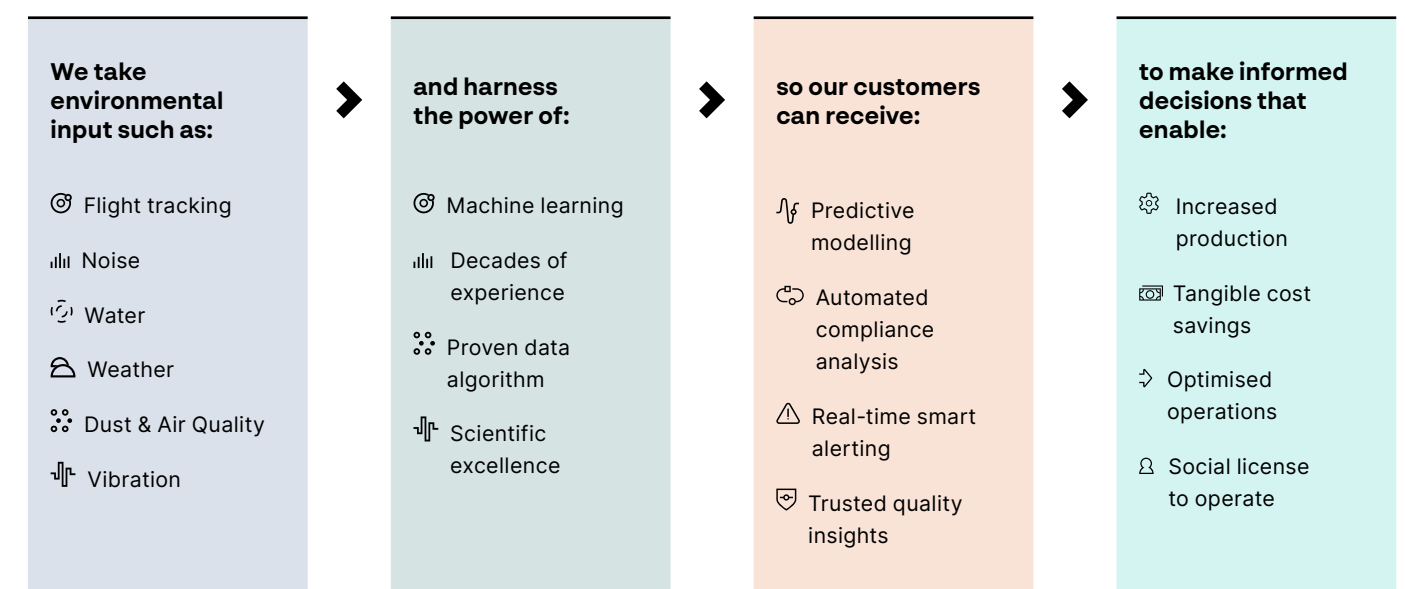 We take
environmental
input such as:
Flight tracking
Noise
Water
Weather
Dust & Air Quality
Vibration
and harness
the power of:
Machine learning
Decades of
experience
Proven data
algorithm
Scientific
excellence
so our customers
can receive:
Predictive
modelling
Automated
compliance
analysis
Real-time smart
alerting
Trusted quality
insights
to make informed
decisions that
enable:
Increased
production
Tangible cost
savings
Optimised
operations
Social license
to operate